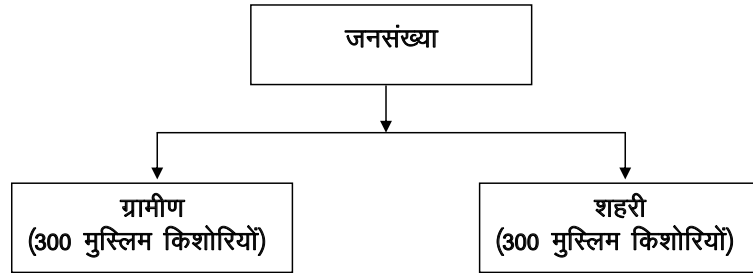 जनसंख्या
ग्रामीण
(300 मुस्लिम किशोरियों)
शहरी
(300 मुस्लिम किशोरियों)